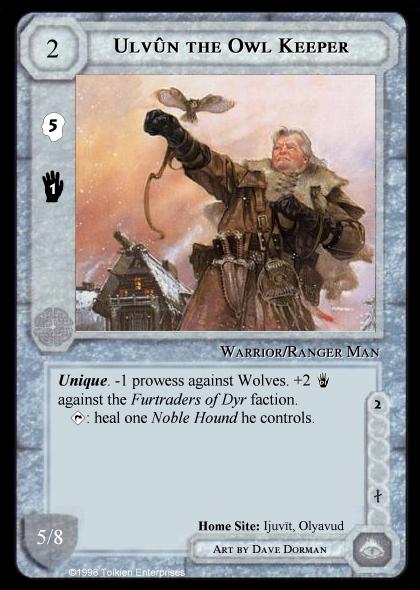 2
ULVÛN THE OWL KEEPER
5
1
WARRIOR/RANGER MAN
Unique. -1 prowess against Wolves. +2
against the Furtraders of Dyr faction.
: heal one Noble Hound he controls.
2
Home Site: Ijuvït, Olyavud
5/8
ART BY DAVE DORMAN
©1998 Tolkien Enterprises